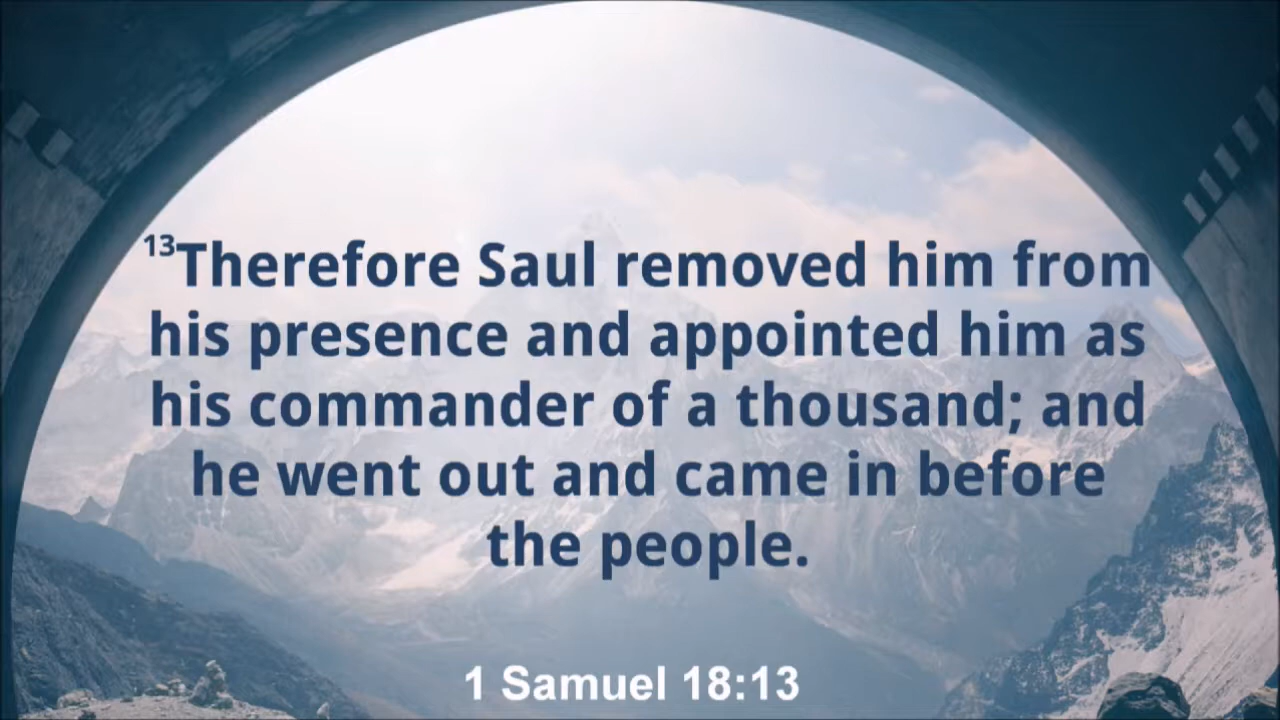 13Therefore Saul removed him from
his presence and appointed him as
his commander of a thousand; and
he went out and came in before
the people.
1 Samuel 18:13